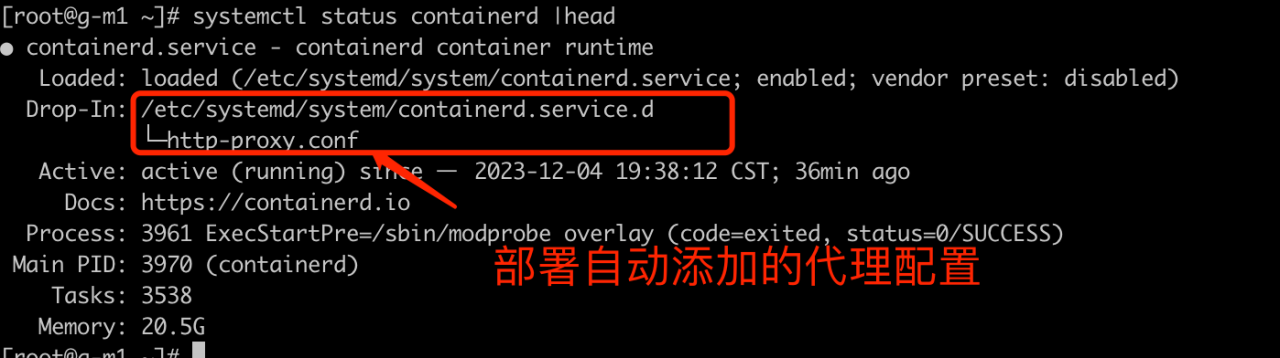 [root@g-m1 ~]# systemctl status containerd |head
● containerd.service - containerd container runtime
Loaded: loaded (/etc/systemd/system/containerd.service; enabled; vendor preset: disabled)
Drop-In: /etc/systemd/system/containerd.service.d
└─http-proxy.conf
Active: active (running) since 一 2023-12-04 19:38:12 CST; 36min ago
Docs: https://containerd.io
Process: 3961 ExecStartPre=/sbin/modprobe overlay (code=exited, status=0/SUCCESS)
Main PID: 3970 (containerd)
部署自动添加的代理配置
Tasks: 3538
Memory: 20.5G
[root@g-m1 ~]#